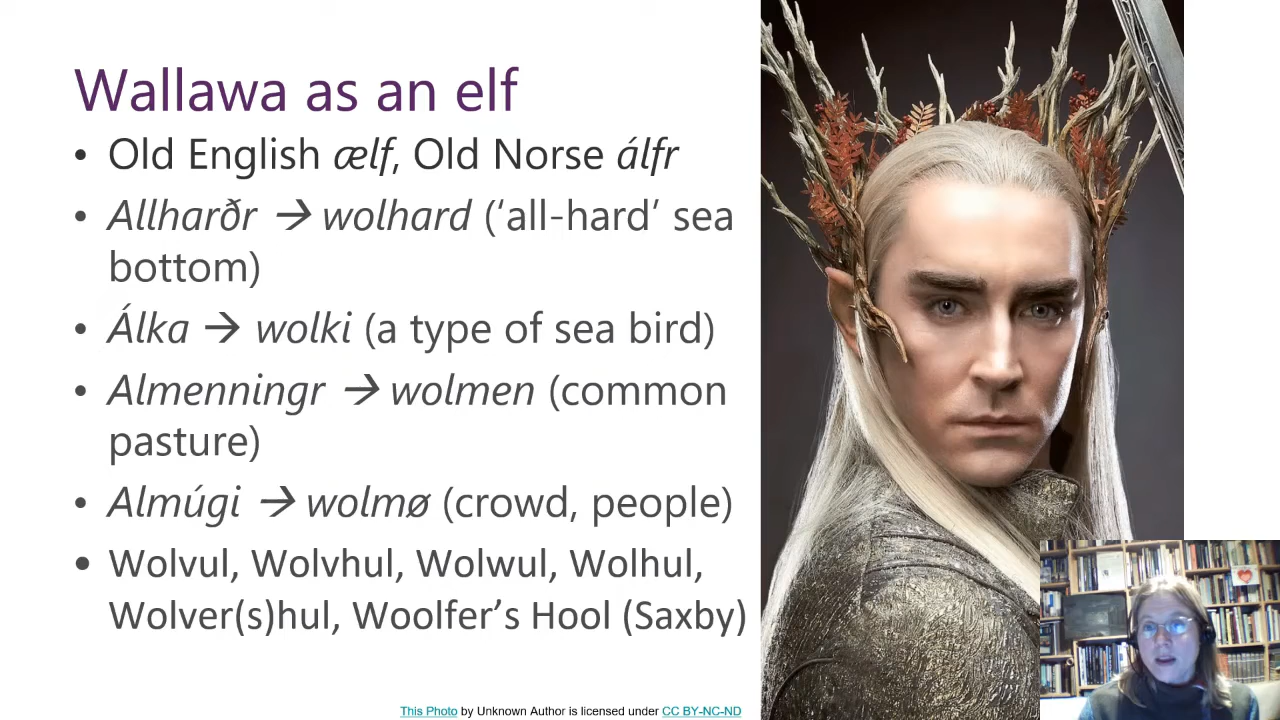 Wallawa as an elf
• Old English ælf, Old Norse álfr
• Allharðr → wolhard (‘all-hard’ sea
bottom)
• Álka → wolki (a type of sea bird)
• Almenningr → wolmen (common
pasture)
• Almúgi → wolmø (crowd, people)
• Wolvul, Wolvhul, Wolwul, Wolhul,
Wolver(s)hul, Woolfer’s Hool (Saxby)
This Photo by Unknown Author is licensed under CC BY-NC-ND